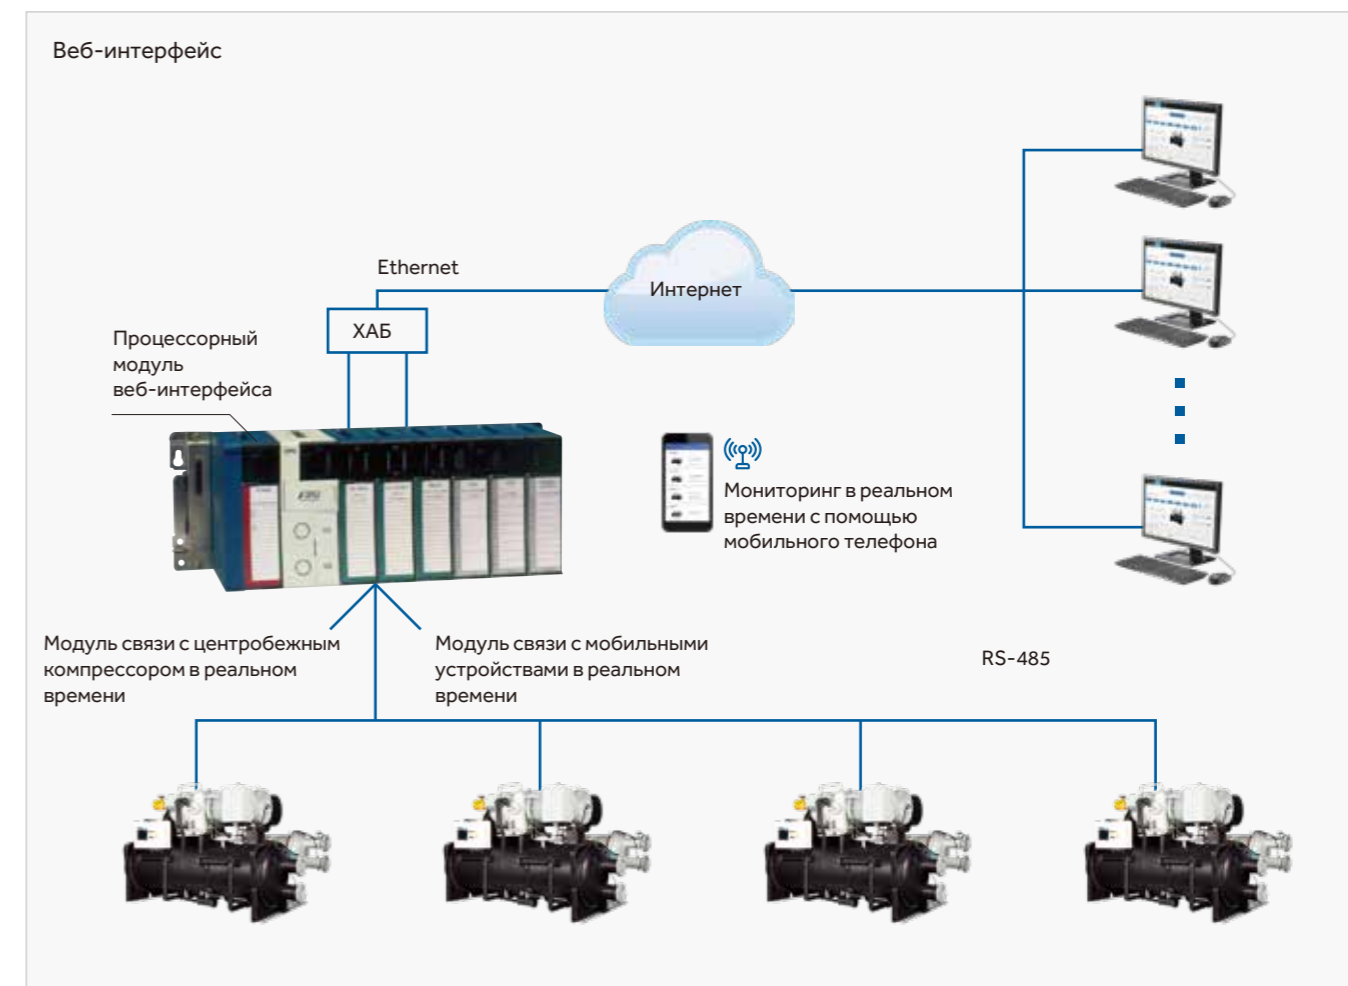 Веб-интерфейс
Ethernet
Интернет
ХАБ
Процессорный
модуль
веб-интерфейса
Мониторинг в реальном
времени с помощью
мобильного телефона
Модуль связи с центробежным
компрессором в реальном
времени
Модуль связи с мобильными
устройствами в реальном
времени
RS-485